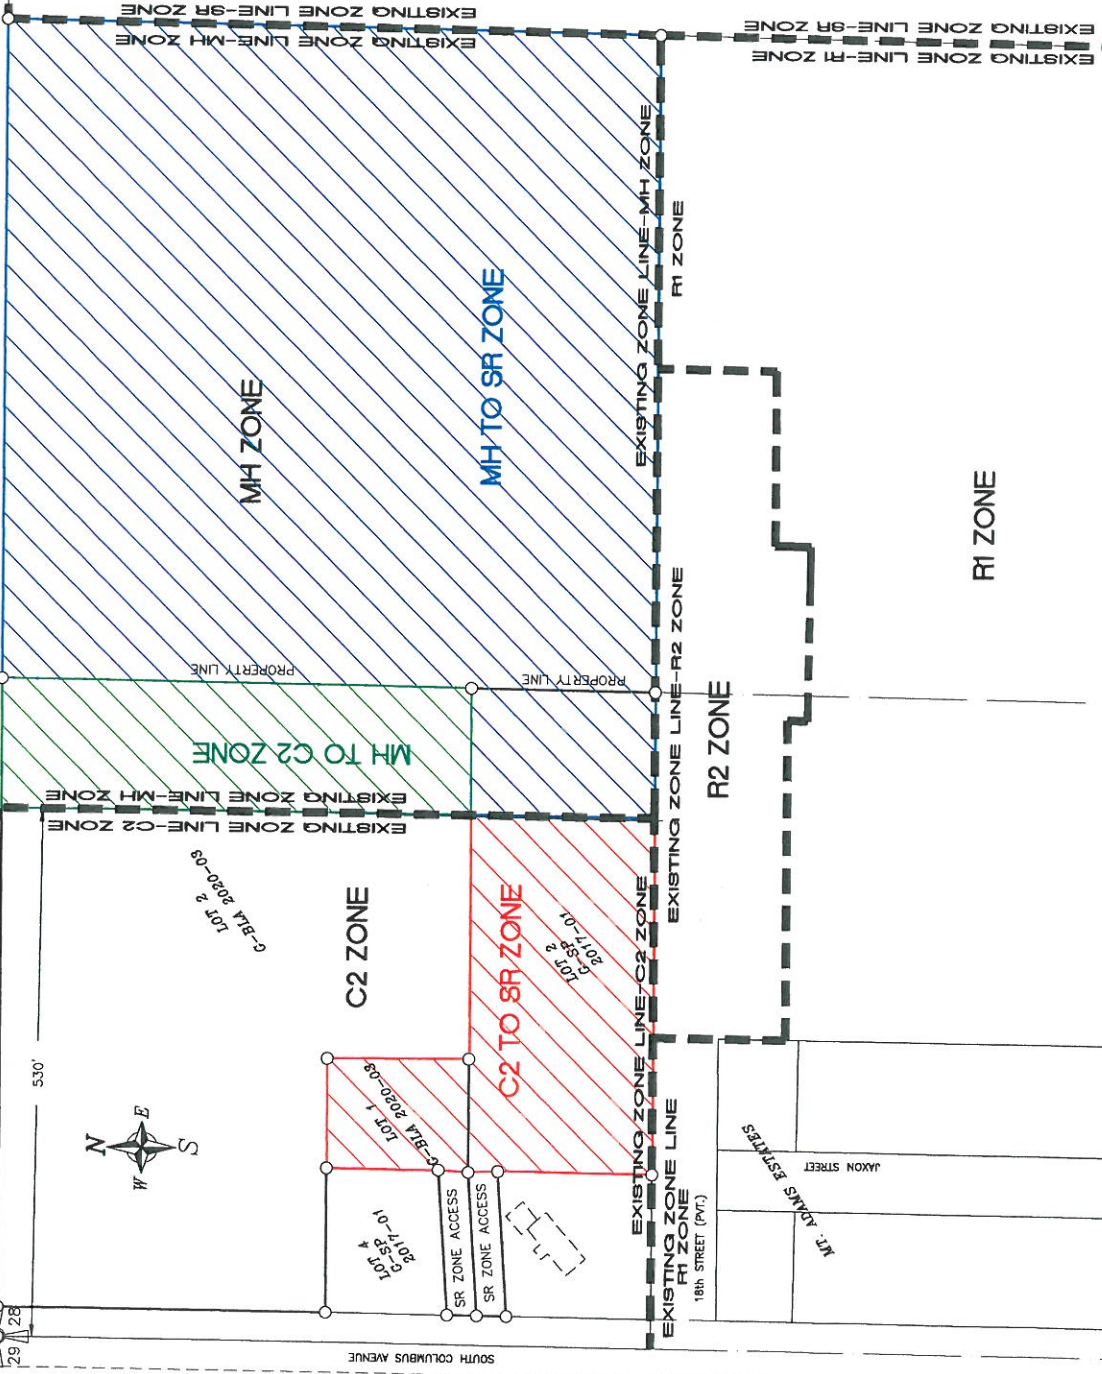 EXISTING ZONE LINE-SR ZONE
EXISTING ZONE LINE-MH ZONE
EXISTING ZONE LINE-SR ZONE
EXISTING ZONE LINE-R1 ZONE
EXISTING ZONE LINE-MH ZONE
R1 ZONE
MH ZONE
MH TO SR ZONE
R1 ZONE
PROPERTY LINE
PROPERTY LINE
MH TO C2 ZONE
EXISTING ZONE LINE-MH ZONE
EXISTING ZONE LINE-C2 ZONE
EXISTING ZONE LINE-R2 ZONE
R2 ZONE
LOT 2
G-BLA 2020-03
C2 ZONE
C2 TO SR ZONE
LOT 2
G-SP
2017-01
EXISTING ZONE LINE-C2 ZONE
530'
N
E
W
S
LOT 1
G-BLA 2020-03
LOT 4
G-SP
2017-01
SR ZONE ACCESS
SR ZONE ACCESS
EXISTING ZONE LINE
R1 ZONE
18th STREET (PVT.)
MT. ADAMS ESTATES
JAXON STREET
29
28
SOUTH COLUMBUS AVENUE